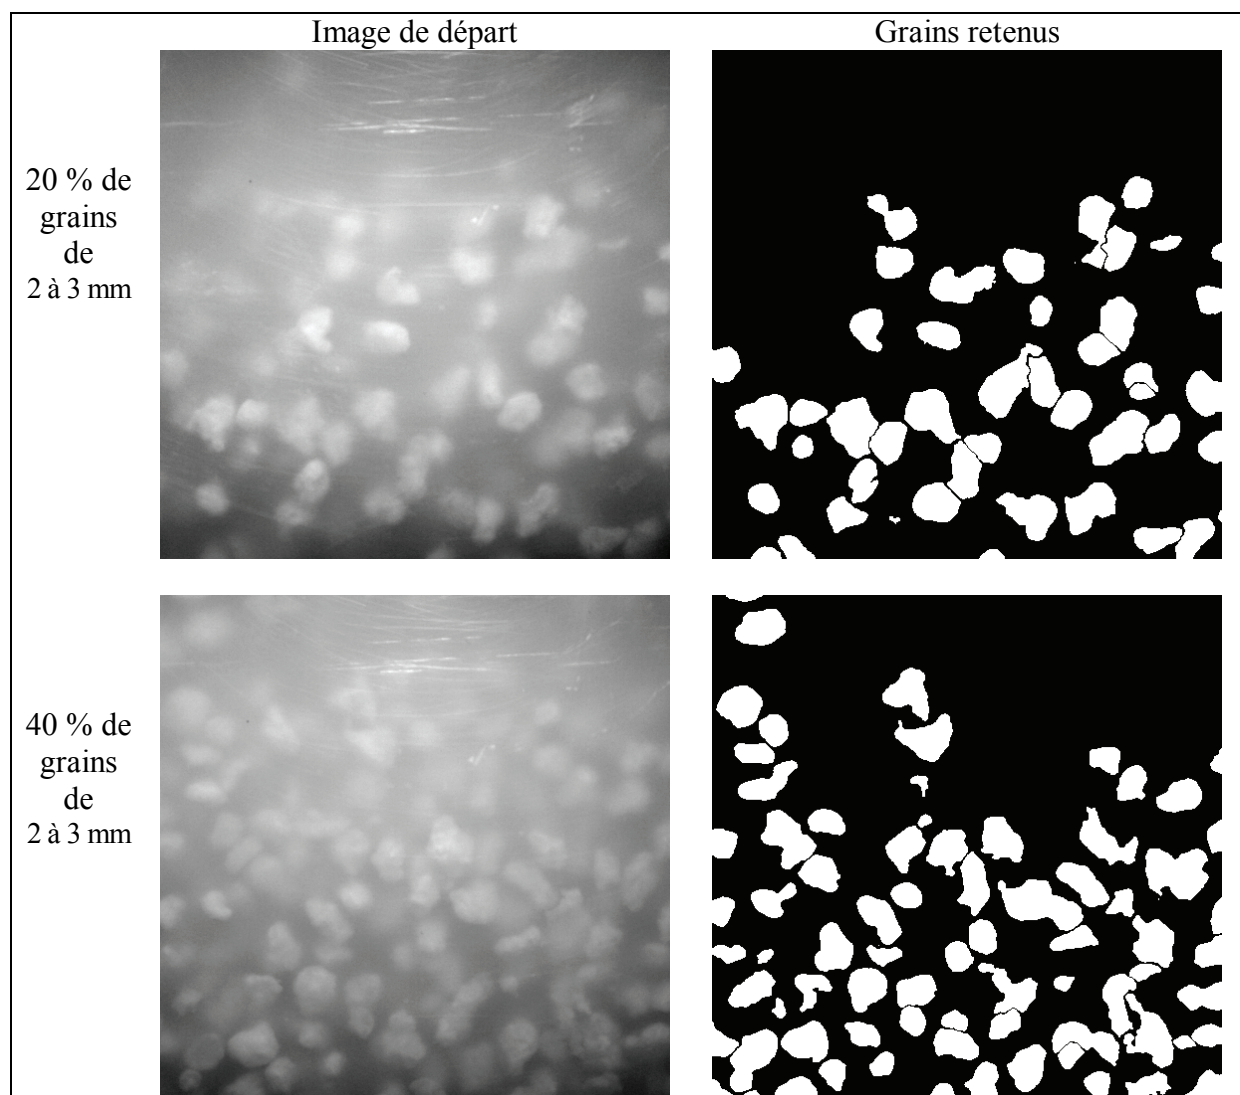 Image de départ
Grains retenus
20 % de
grains
de
2 à 3 mm
40 % de
grains
de
2 à 3 mm